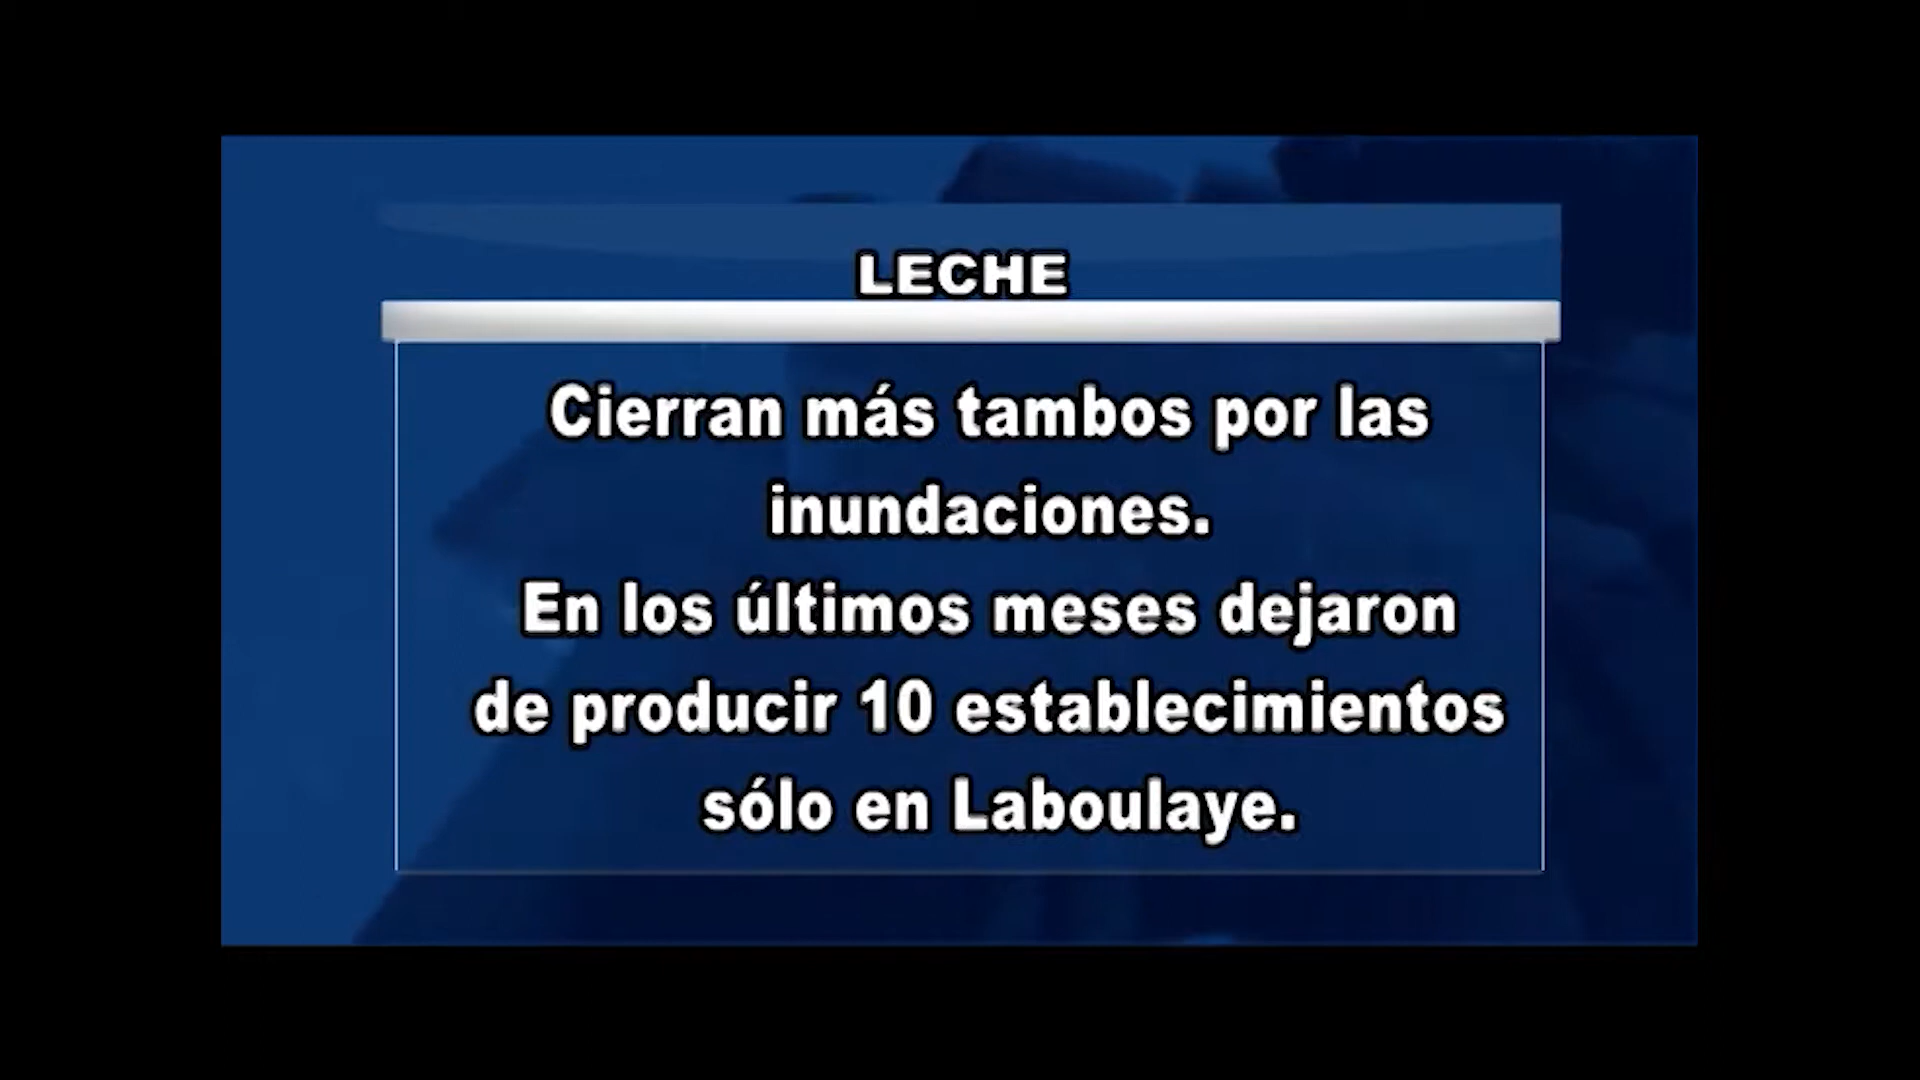 LECHE
Cierran más tambos por las
inundaciones.
En los últimos meses dejaron
de producir 10 establecimientos
sólo en Laboulaye.